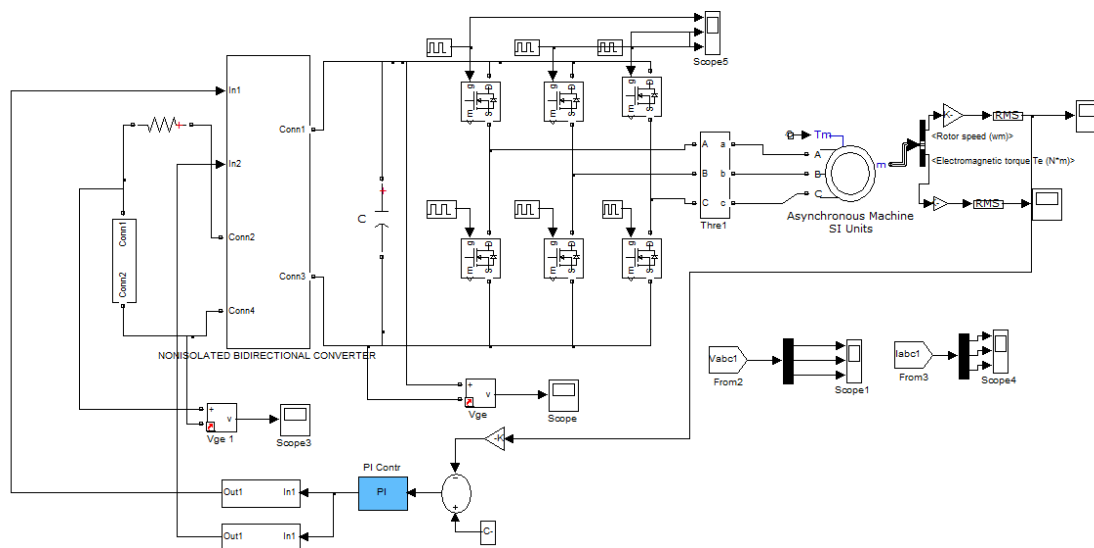 Scope5
In1
Conn1
RMS
<Rotor speed (wm)>
In2
g
D
E
S
g
D
E
S
g
D
E
S
<Electromagnetic torque Te (N*m)>
A
a
Tm
A
m
B
b
B
C
c
C
RMS
Thre1
Asynchronous Machine
SI Units
C
Conn1
Conn2
Conn2
g
D
E
S
g
D
E
S
g
D
E
S
Conn3
Conn4
NONISOLATED BIDIRECTIONAL CONVERTER
Vabc1
From2
Scope1
Iabc1
From3
Scope4
+
v
Vge 1
Scope3
+
v
Vge
Scope
-K
PI Contr
PI
−
+
C-
Out1
In1
Out1
In1